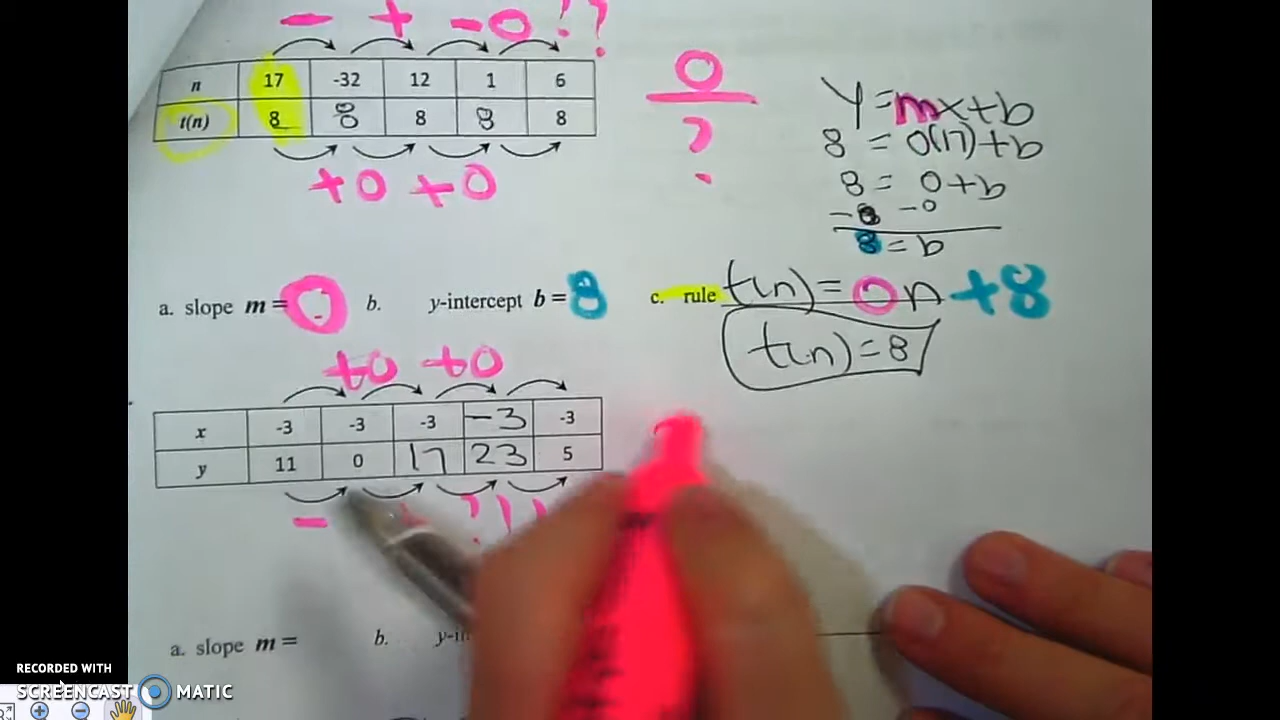 − + −0 ! ?
n 17 -32 12 1 6
t(n) 8 8 8 8 8
+0 +0
0
?
y = mx+b
8 = 0(17)+b
8 = 0+b
-0 -0
8 = b
a. slope m = 0 b. y-intercept b = 8 c. rule t(n) = 0n +8
t(n) = 8
+0 +0
x -3 -3 -3 -3 -3
y 11 0 17 23 5
−
a. slope m = b.
RECORDED WITH
SCREENCAST MATIC